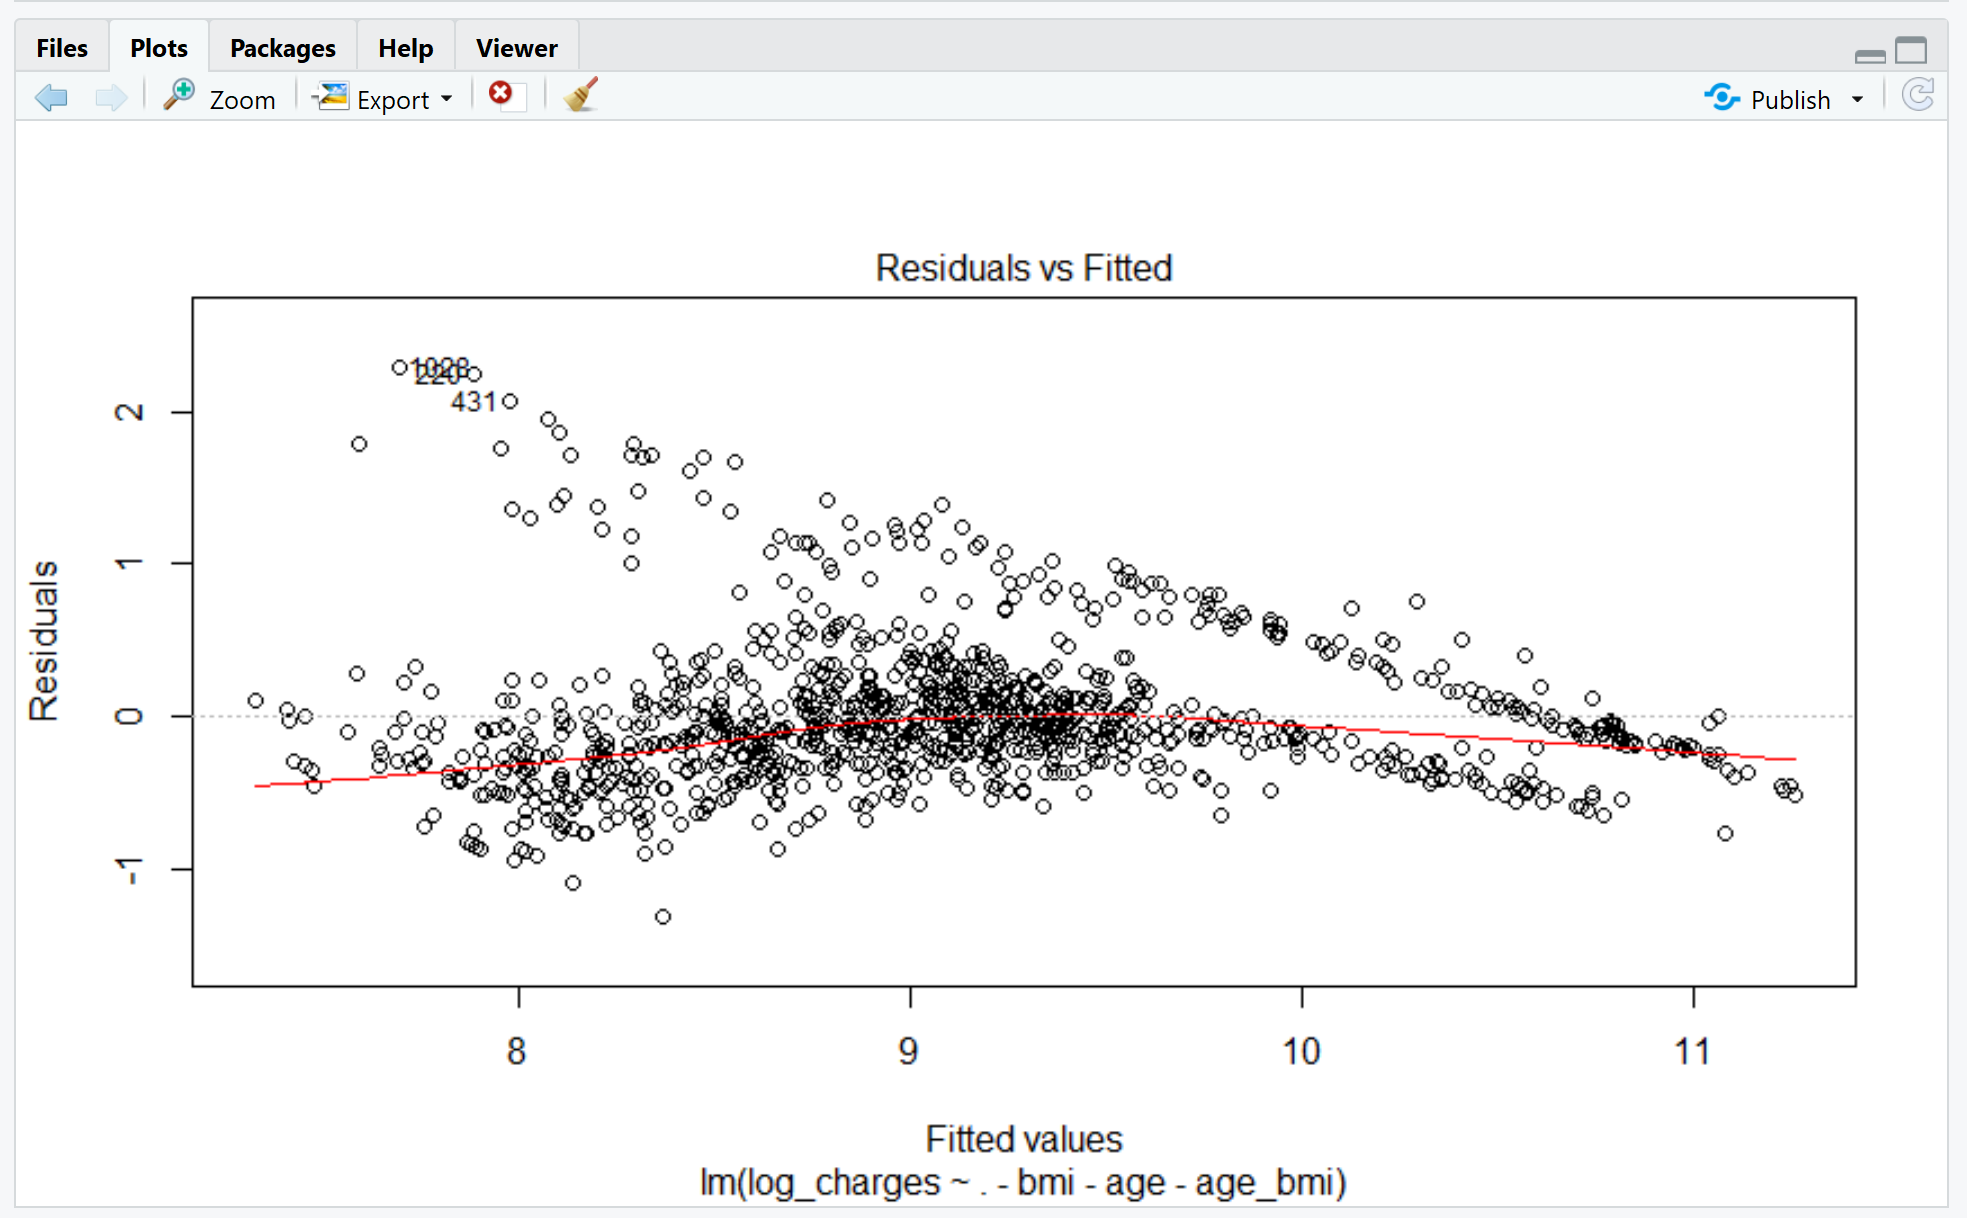 Files Plots Packages Help Viewer
Zoom Export Publish
Residuals vs Fitted
220
431
Residuals
2
1
0
-1
8 9 10 11
Fitted values
lm(log_charges ~ . - bmi - age - age_bmi)